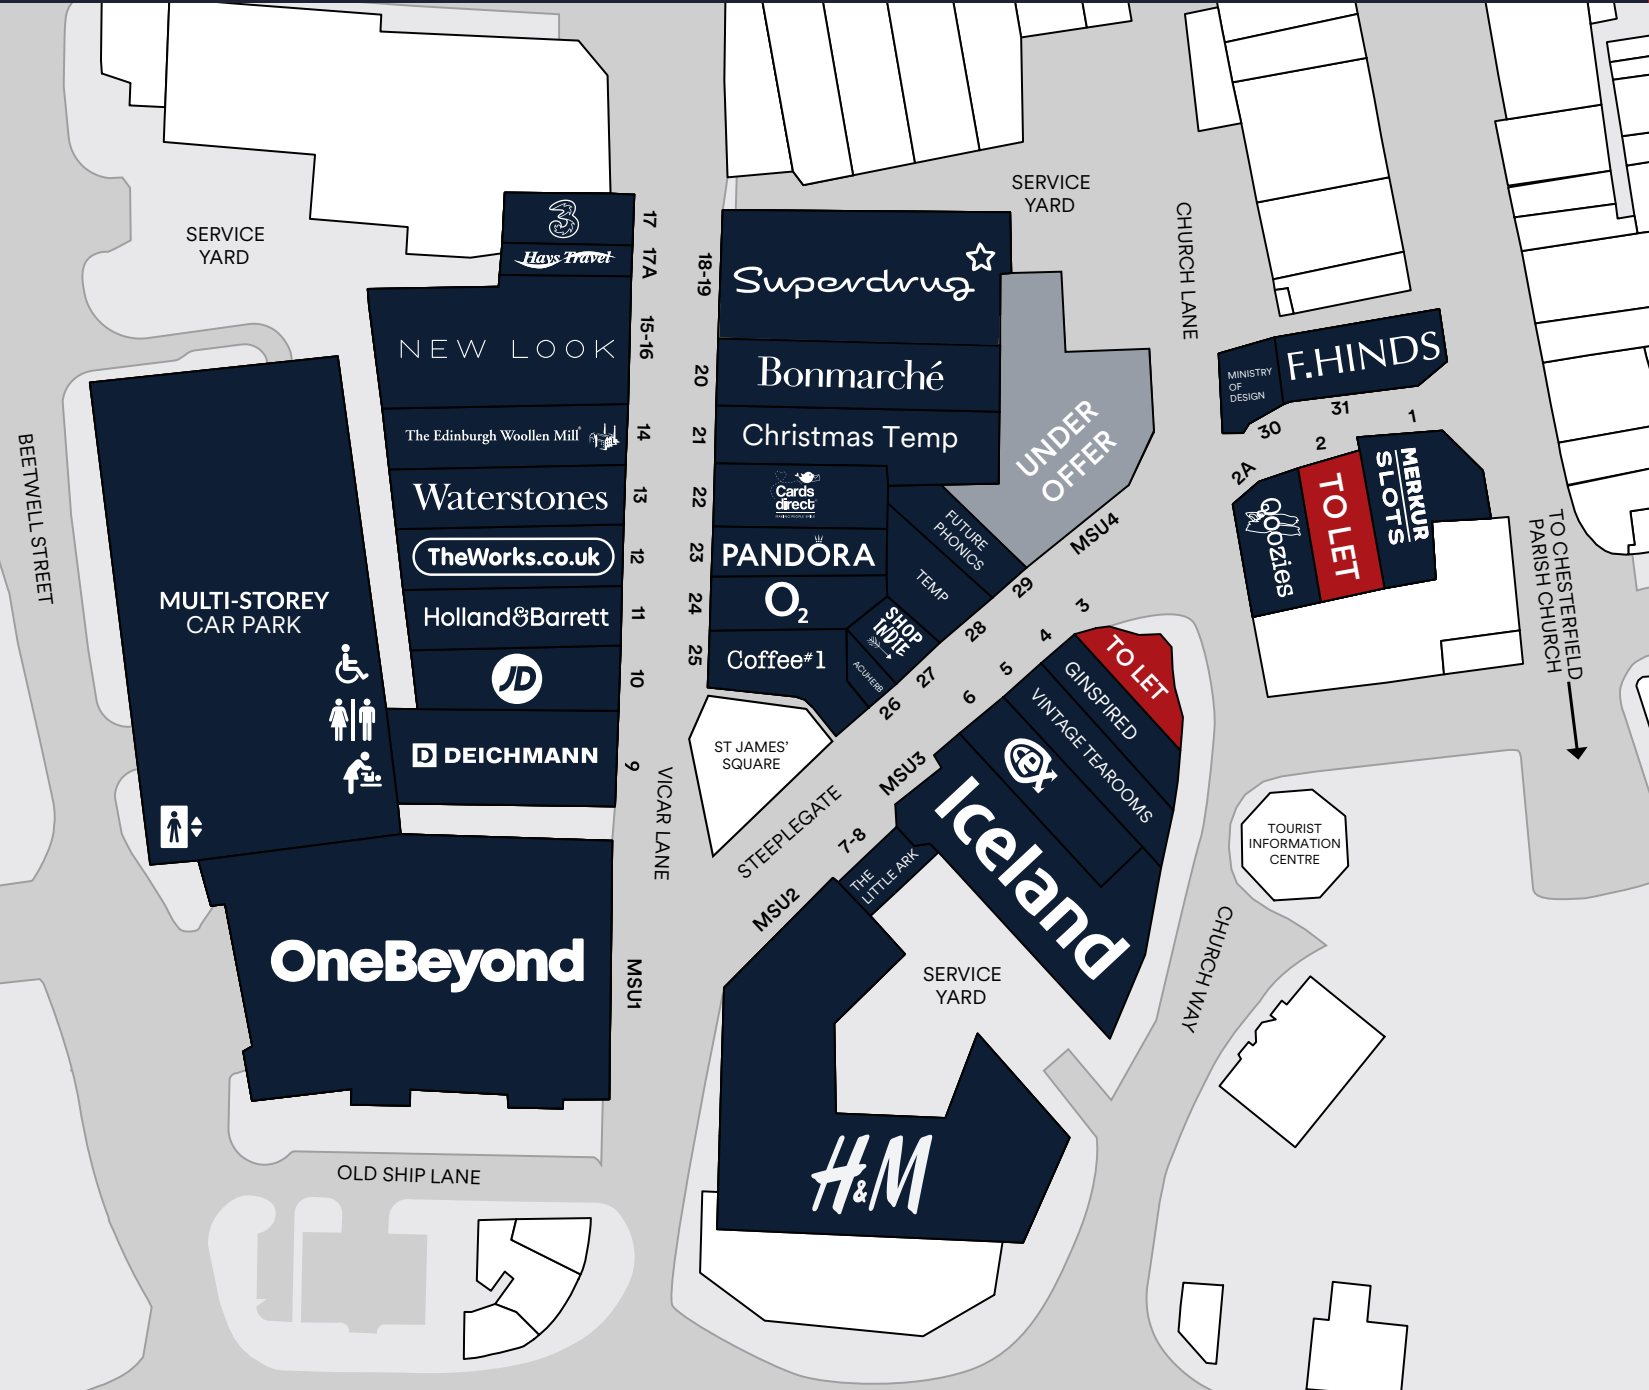 SERVICE
YARD
3
17
Hays Travel
17A
NEW LOOK
15-16
The Edinburgh Woollen Mill
14
Waterstones
13
TheWorks.co.uk
12
Holland&Barrett
11
JD
10
D DEICHMANN
9
BEETWELL STREET
MULTI-STOREY
CAR PARK
OneBeyond
MSU1
OLD SHIP LANE
VICAR LANE
18-19
Superdrug
20
Bonmarché
21
Christmas Temp
22
Cards
direct
23
PANDORA
24
O2
25
Coffee#1
SERVICE
YARD
UNDER
OFFER
MSU4
FUTURE
PHONICS
29
TEMP
28
SHOP
INDIE
27
ACUHERB
26
ST JAMES'
SQUARE
STEEPLEGATE
CHURCH LANE
MINISTRY
OF
DESIGN
30
F.HINDS
31
1
MERKUR
SLOTS
2
TO LET
2A
qoozies
TO CHESTERFIELD
PARISH CHURCH
3
TO LET
4
GINSPIRED
5
VINTAGE TEAROOMS
6
cex
MSU3
Iceland
7-8
THE
LITTLE ARK
MSU2
SERVICE
YARD
H&M
TOURIST
INFORMATION
CENTRE
CHURCH WAY